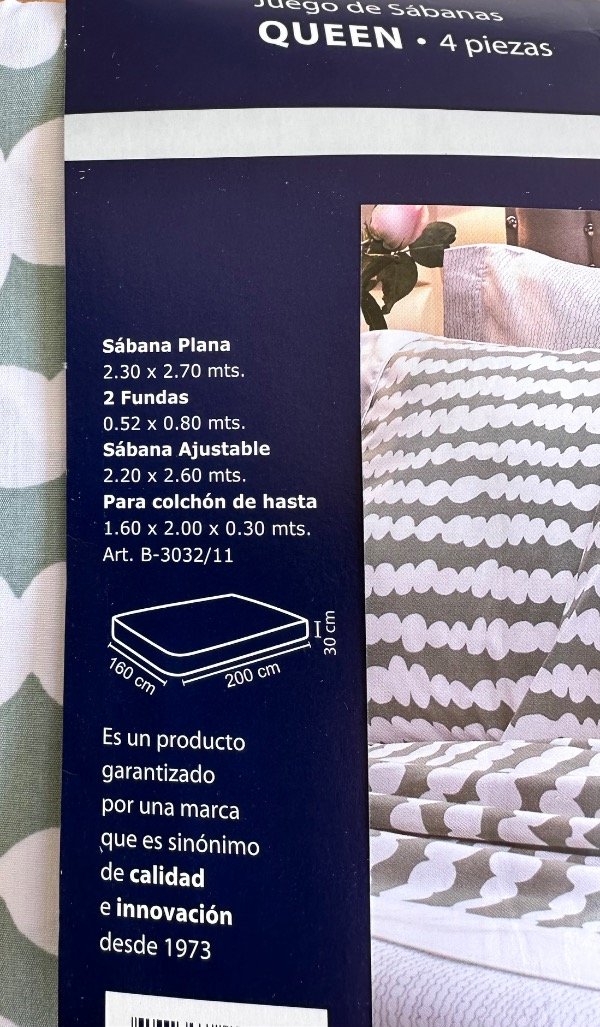 Juego de Sábanas
QUEEN • 4 piezas
Sábana Plana
2.30 x 2.70 mts.
2 Fundas
0.52 x 0.80 mts.
Sábana Ajustable
2.20 x 2.60 mts.
Para colchón de hasta
1.60 x 2.00 x 0.30 mts.
Art. B-3032/11
30 cm
160 cm
200 cm
Es un producto
garantizado
por una marca
que es sinónimo
de calidad
e innovación
desde 1973